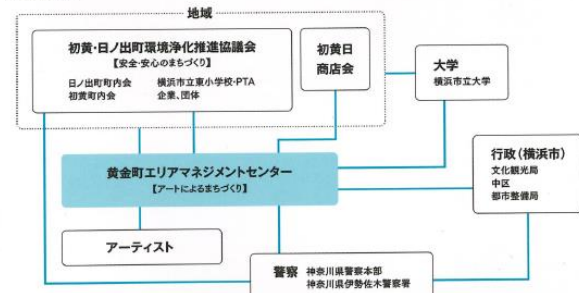 地域
初黄・日ノ出町環境浄化推進協議会
【安全・安心のまちづくり】
日ノ出町町内会 横浜市立東小学校・PTA
初黄町内会 企業、団体
初黄日
商店会
大学
横浜市立大学
黄金町エリアマネジメントセンター
【アートによるまちづくり】
行政(横浜市)
文化観光局
中区
都市整備局
アーティスト
警察 神奈川県警察本部
神奈川県伊勢佐木警察署